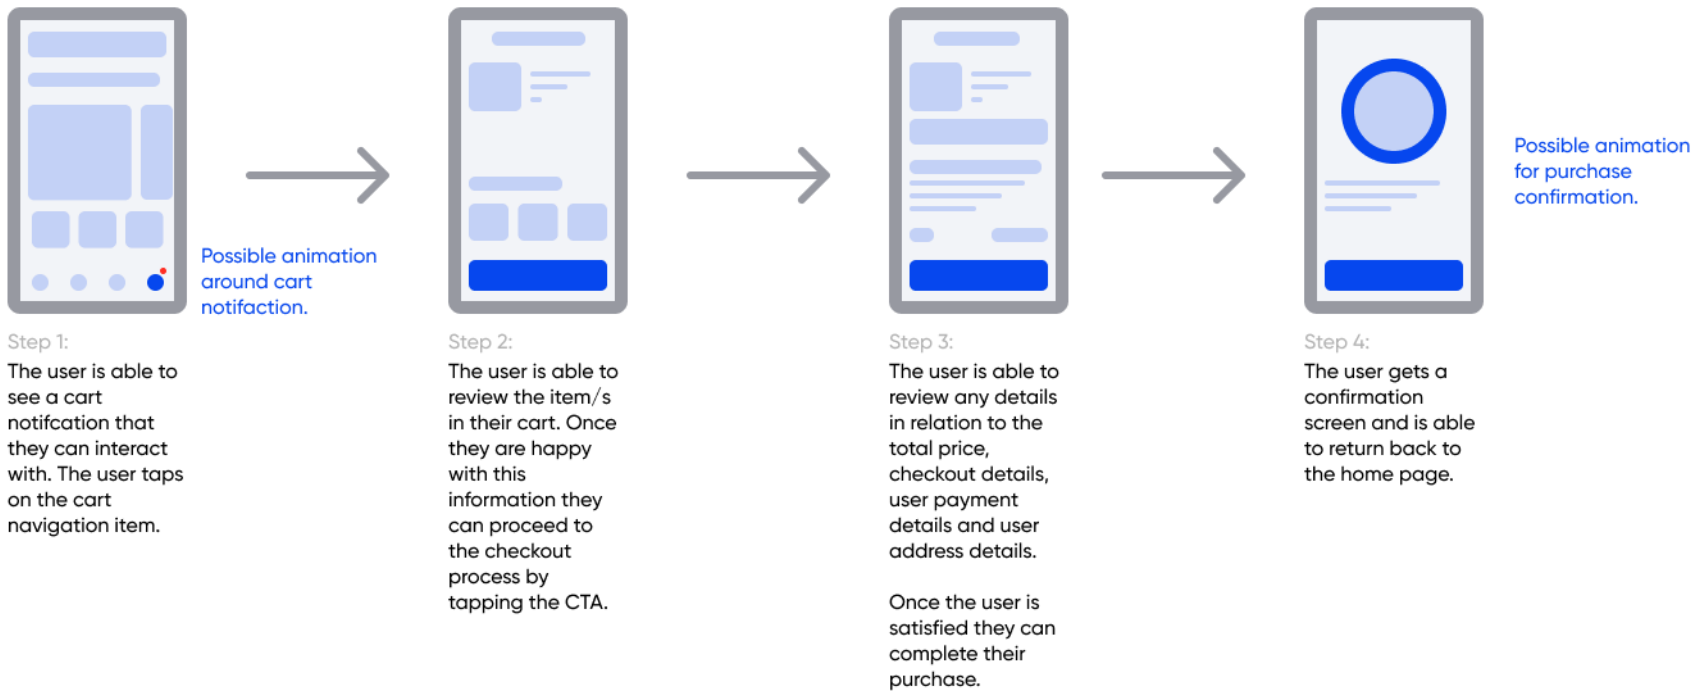 Possible animation
around cart
notifaction.
Possible animation
for purchase
confirmation.
Step 1:
The user is able to
see a cart
notifcation that
they can interact
with. The user taps
on the cart
navigation item.
Step 2:
The user is able to
review the item/s
in their cart. Once
they are happy
with this
information they
can proceed to
the checkout
process by
tapping the CTA.
Step 3:
The user is able to
review any details
in relation to the
total price,
checkout details,
user payment
details and user
address details.
Once the user is
satisfied they can
complete their
purchase.
Step 4:
The user gets a
confirmation
screen and is able
to return back to
the home page.